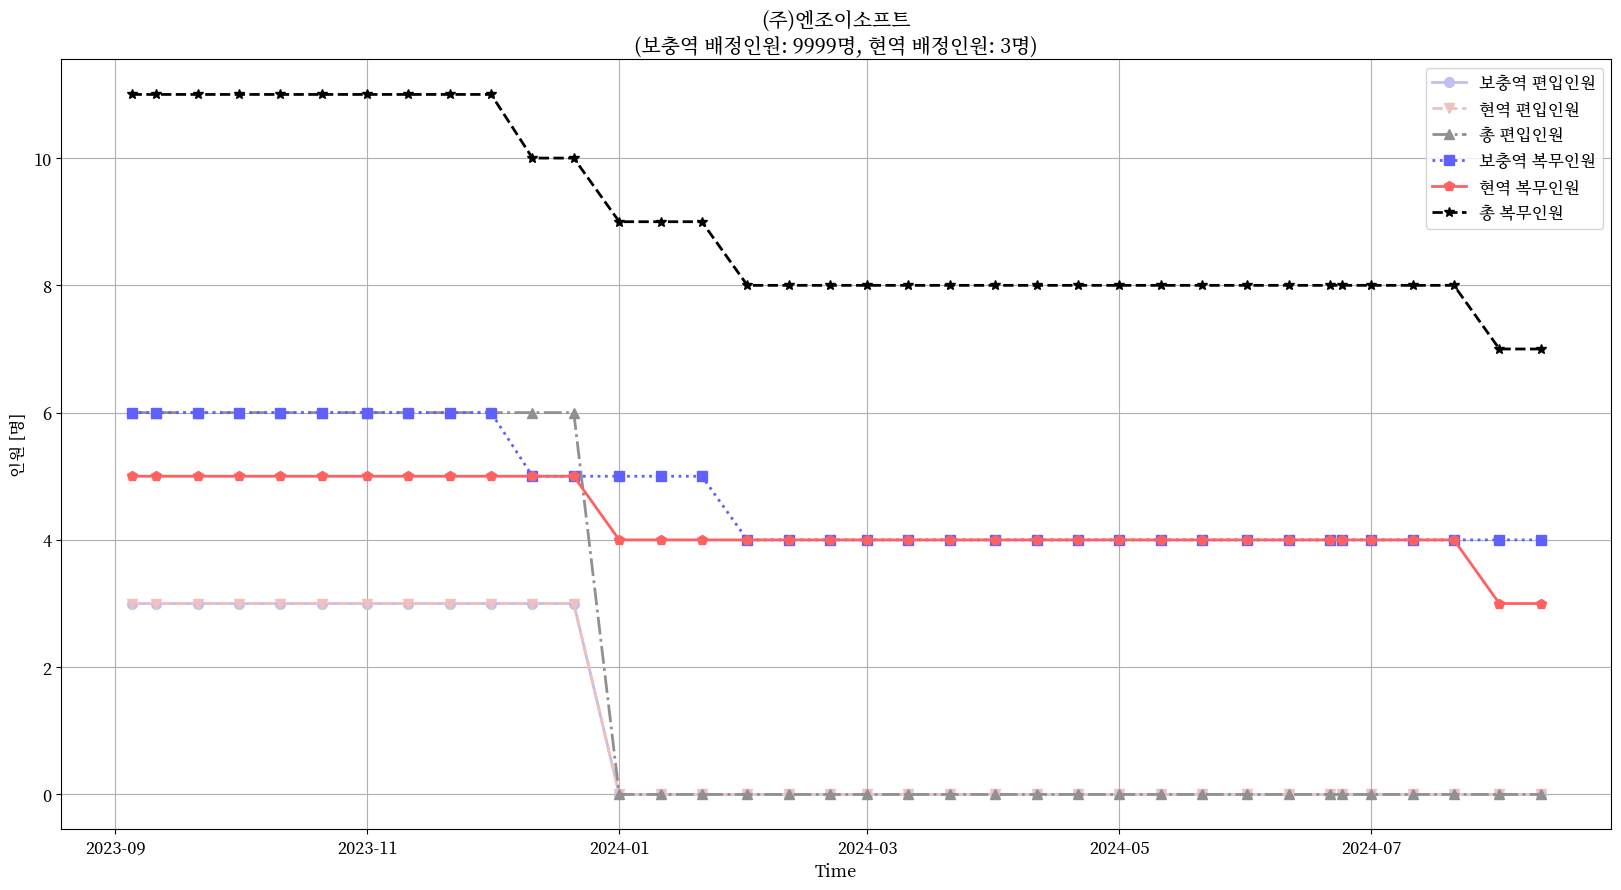 (주)엔조이소프트
(보충역 배정인원: 9999명, 현역 배정인원: 3명)
보충역 편입인원
현역 편입인원
총 편입인원
보충역 복무인원
현역 복무인원
총 복무인원
인원 [명]
10
8
6
4
2
0
2023-09
2023-11
2024-01
2024-03
2024-05
2024-07
Time